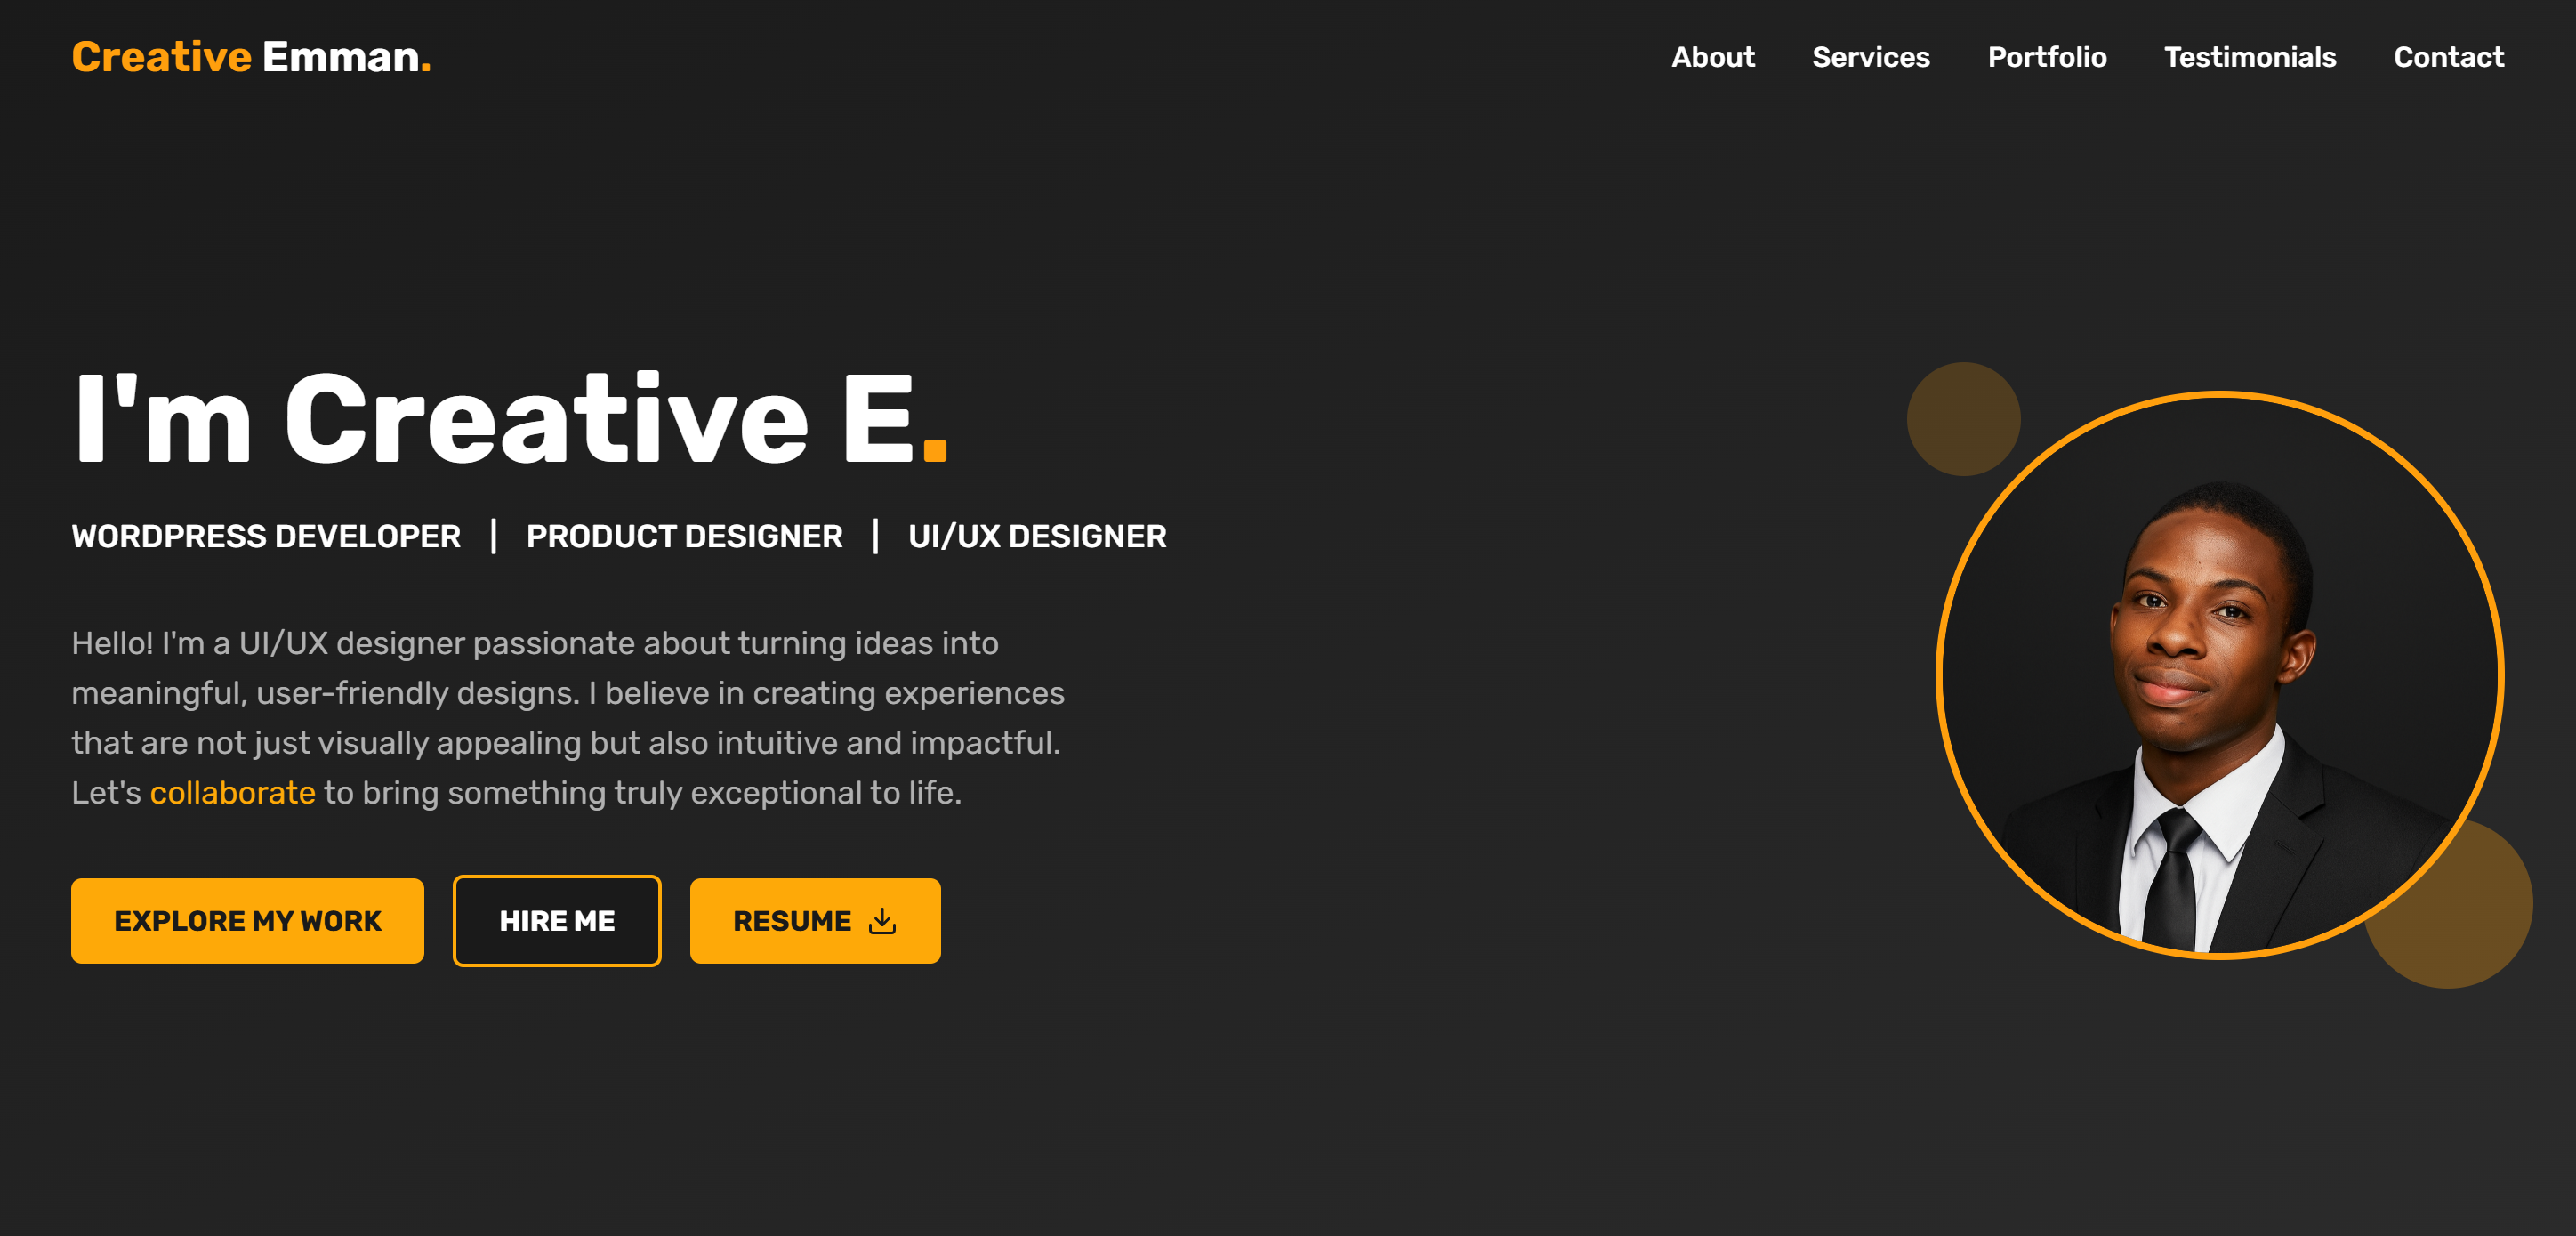 Creative Emman.
About Services Portfolio Testimonials Contact
I'm Creative E.
WORDPRESS DEVELOPER | PRODUCT DESIGNER | UI/UX DESIGNER
Hello! I'm a UI/UX designer passionate about turning ideas into
meaningful, user-friendly designs. I believe in creating experiences
that are not just visually appealing but also intuitive and impactful.
Let's collaborate to bring something truly exceptional to life.
EXPLORE MY WORK
HIRE ME
RESUME